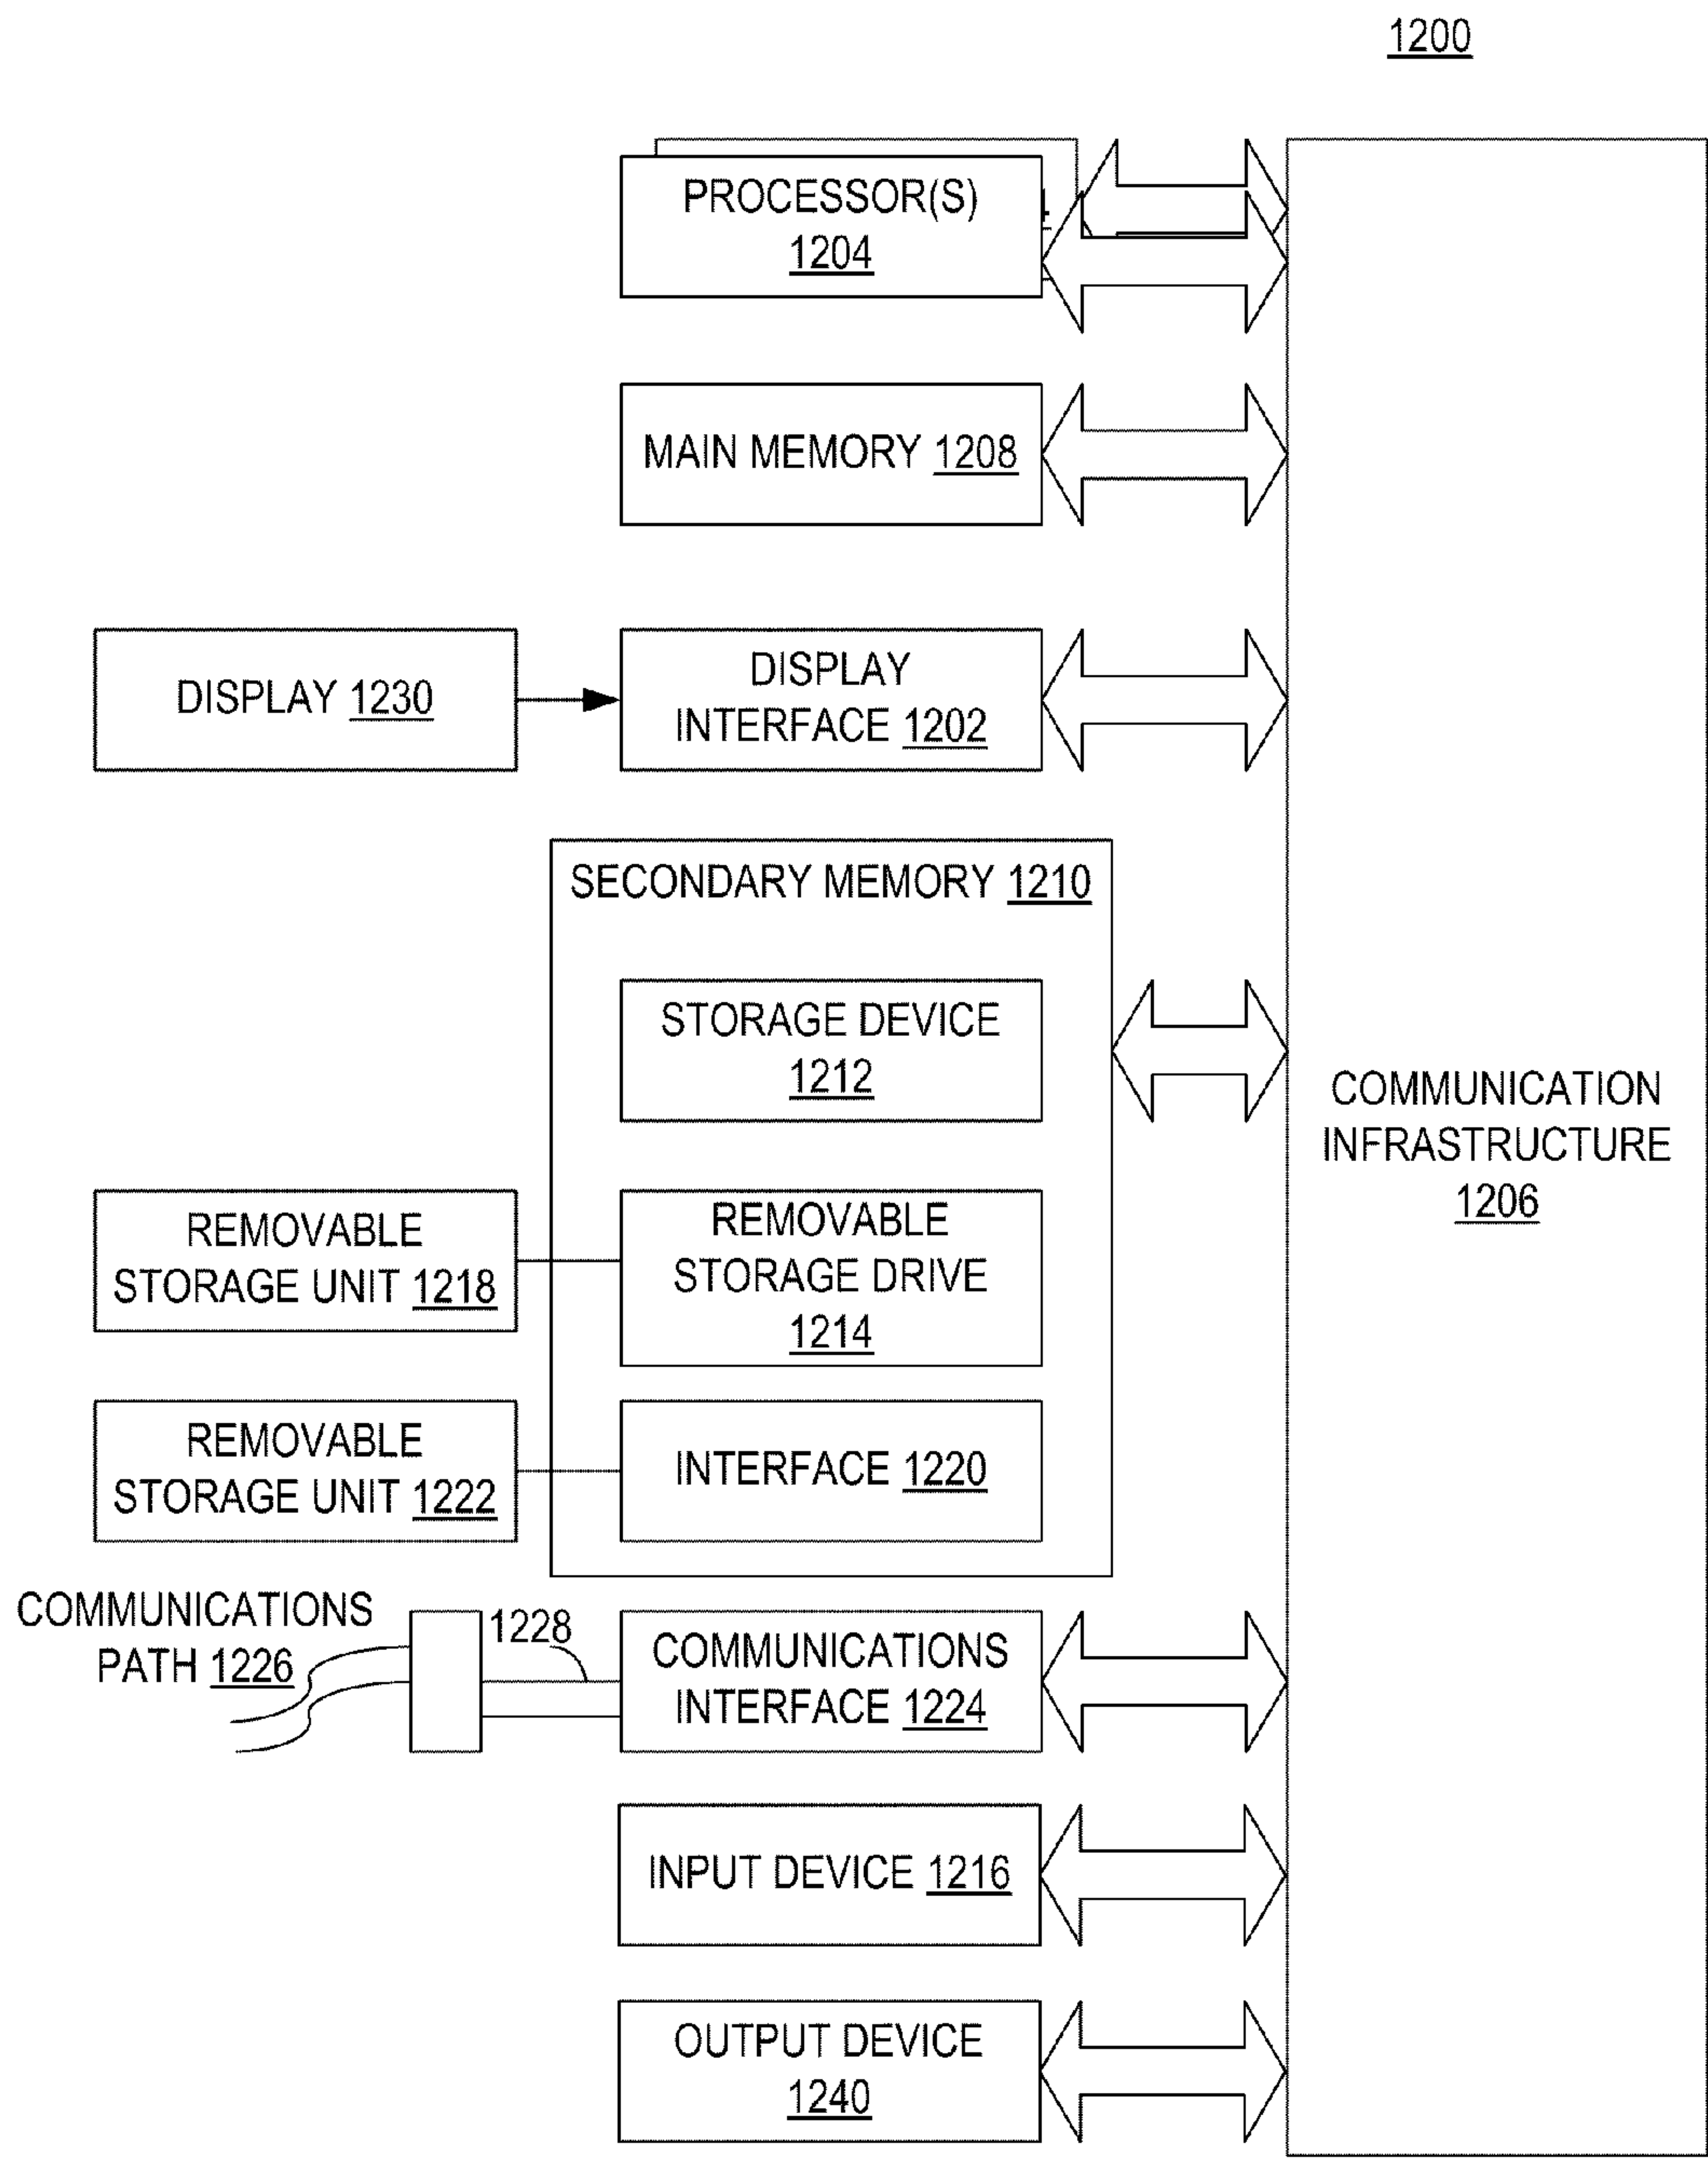 1200
PROCESSOR(S)
1204
MAIN MEMORY 1208
DISPLAY 1230
DISPLAY
INTERFACE 1202
SECONDARY MEMORY 1210
STORAGE DEVICE
1212
COMMUNICATION
INFRASTRUCTURE
1206
REMOVABLE
STORAGE UNIT 1218
REMOVABLE
STORAGE DRIVE
1214
REMOVABLE
STORAGE UNIT 1222
INTERFACE 1220
COMMUNICATIONS
PATH 1226
1228
COMMUNICATIONS
INTERFACE 1224
INPUT DEVICE 1216
OUTPUT DEVICE
1240